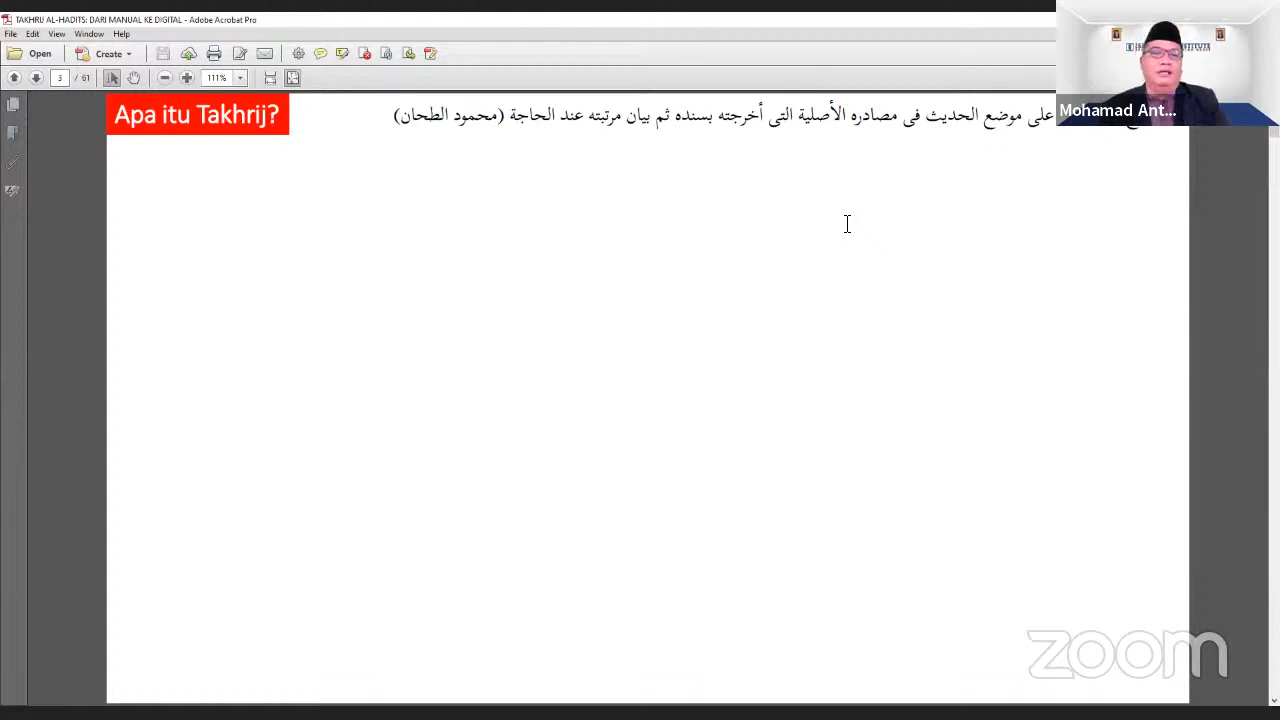 TAKHRIJ AL-HADITS: DARI MANUAL KE DIGITAL - Adobe Acrobat Pro
File Edit View Window Help
Open Create
3 / 61 111%
Apa itu Takhrij?
على موضع الحديث فى مصادره الأصلية التى أخرجته بسنده ثم بيان مرتبته عند الحاجة (محمود الطحان)
Mohamad Ant...
zoom